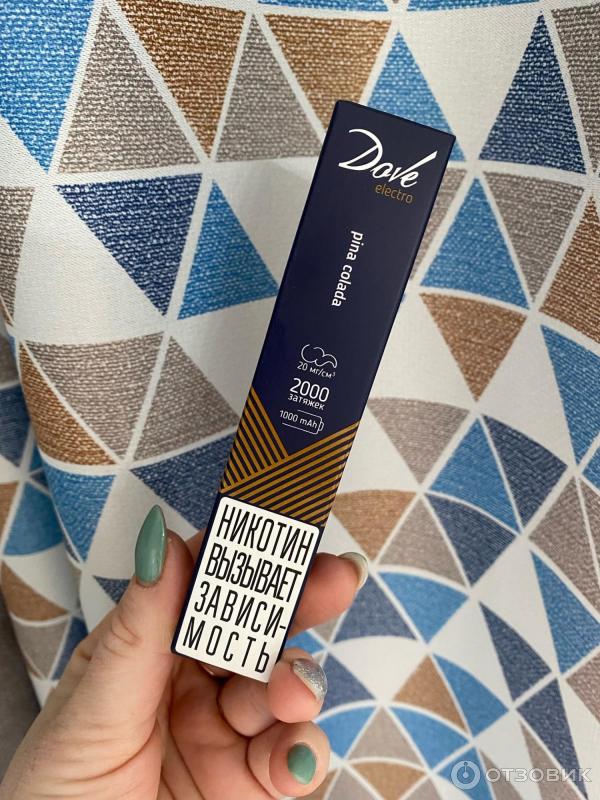 Dove
electro
pina colada
20 мг/см³
2000
затяжек
1000 mAh
НИКОТИН
ВЫЗЫВАЕТ
ЗАВИСИ-
МОСТЬ
ОТЗОВИК